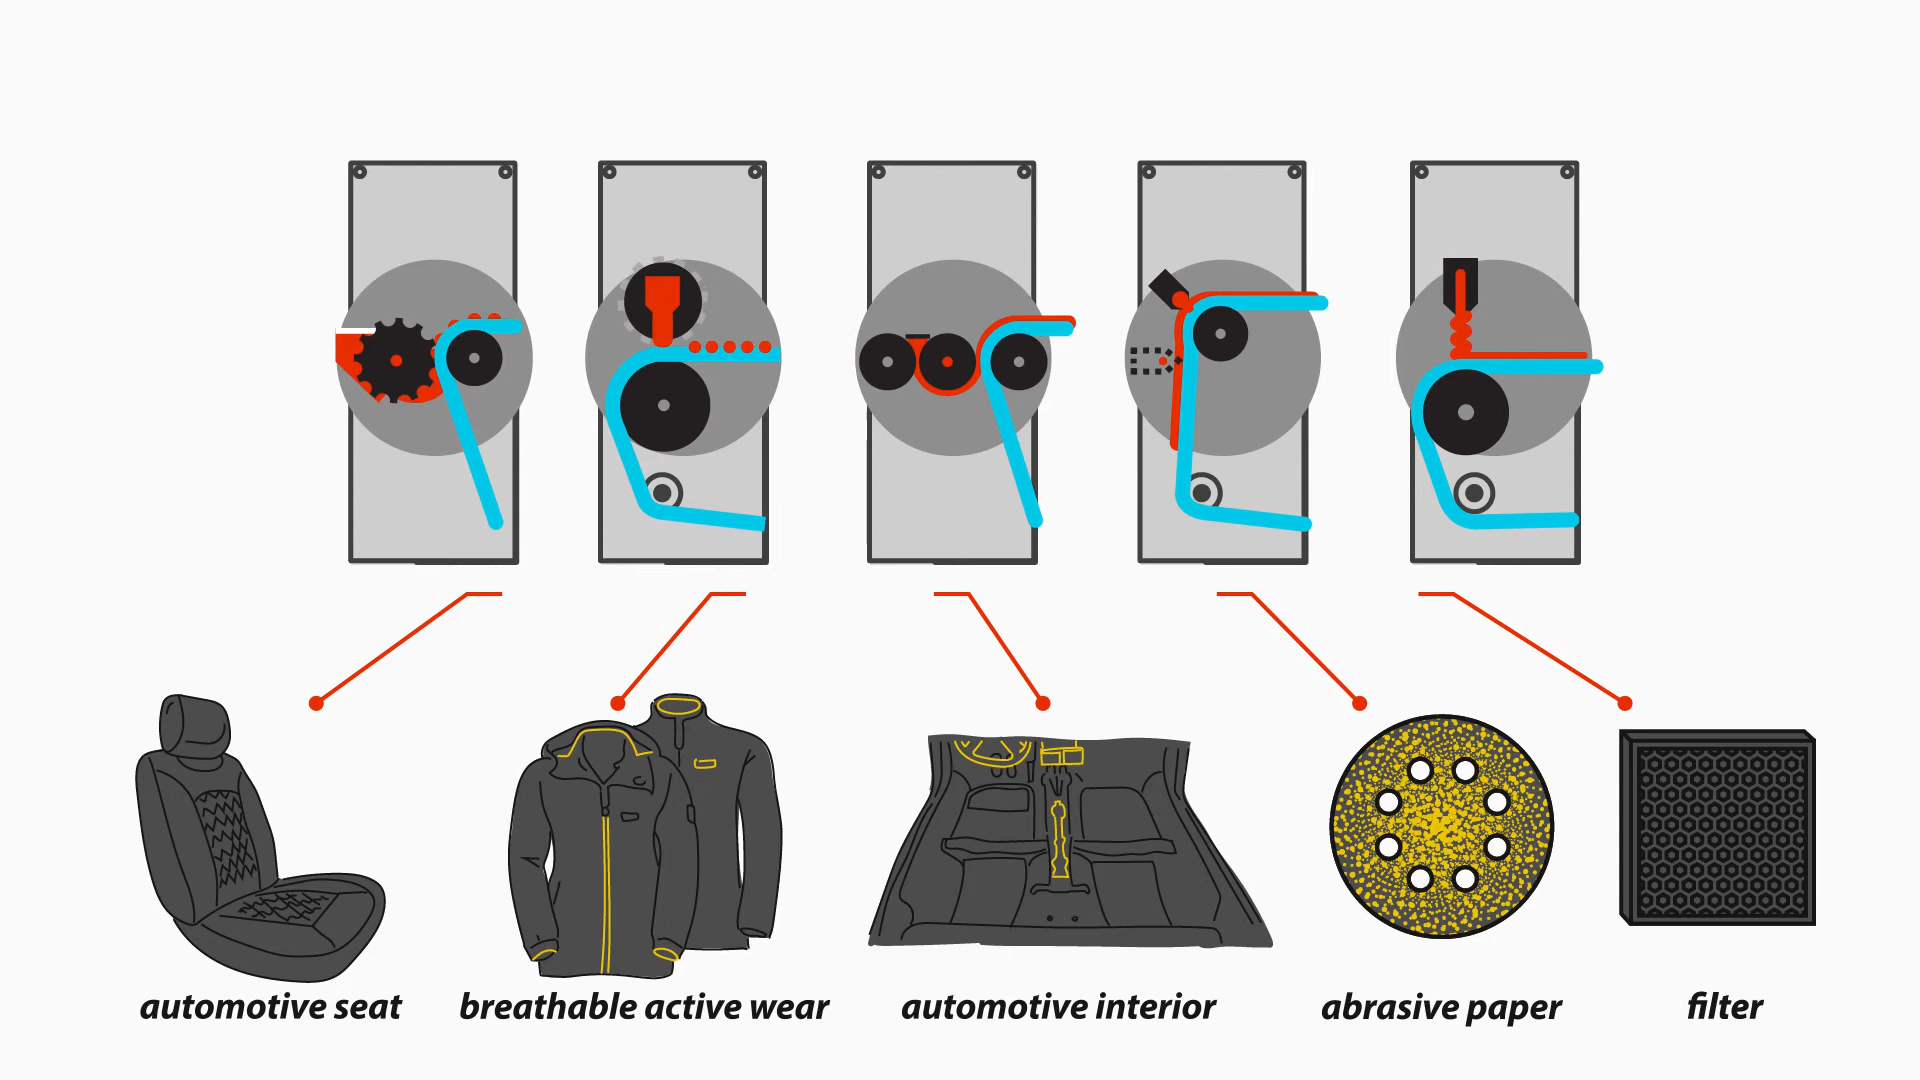 automotive seat
breathable active wear
automotive interior
abrasive paper
filter